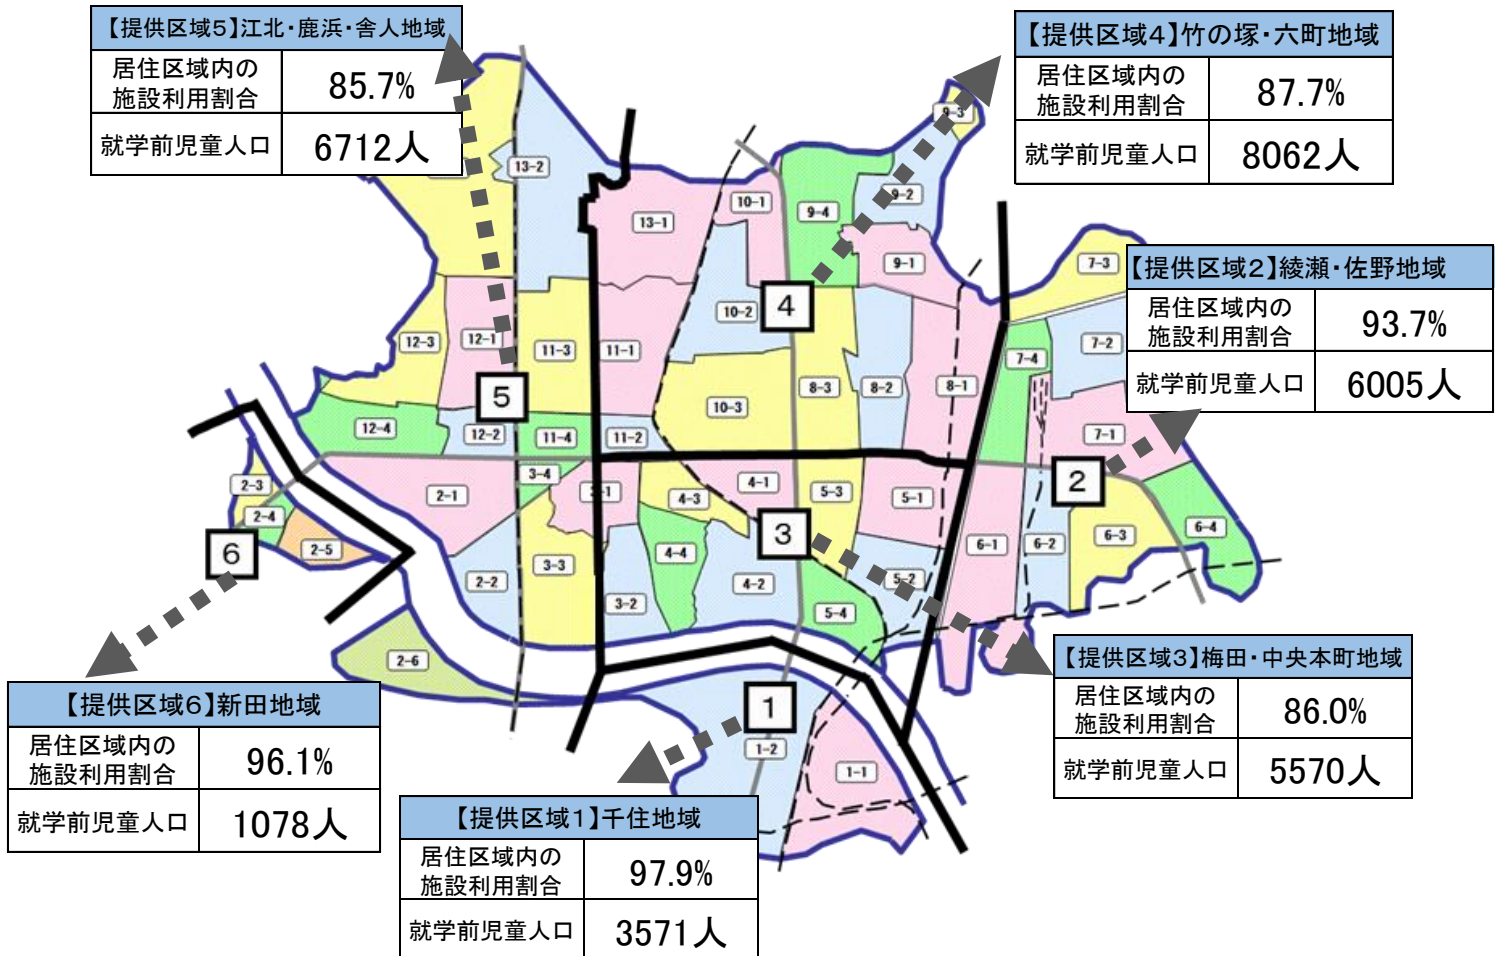 【提供区域5】江北・鹿浜・舎人地域
居住区域内の
施設利用割合
85.7%
就学前児童人口
6712人
【提供区域4】竹の塚・六町地域
居住区域内の
施設利用割合
87.7%
就学前児童人口
8062人
【提供区域2】綾瀬・佐野地域
居住区域内の
施設利用割合
93.7%
就学前児童人口
6005人
【提供区域3】梅田・中央本町地域
居住区域内の
施設利用割合
86.0%
就学前児童人口
5570人
【提供区域6】新田地域
居住区域内の
施設利用割合
96.1%
就学前児童人口
1078人
【提供区域1】千住地域
居住区域内の
施設利用割合
97.9%
就学前児童人口
3571人
9-3
13-2
9-2
10-1
9-4
13-1
9-1
7-3
4
10-2
12-3
12-1
11-3
11-1
7-4
7-2
8-3
8-2
8-1
5
10-3
12-4
12-2
11-4
11-2
7-1
2-3
2-4
2-1
3-4
3-1
4-3
4-1
5-3
5-1
2
6-4
6
2-5
3
6-1
6-2
6-3
2-2
3-3
4-4
4-2
5-2
3-2
5-4
2-6
1
1-2
1-1